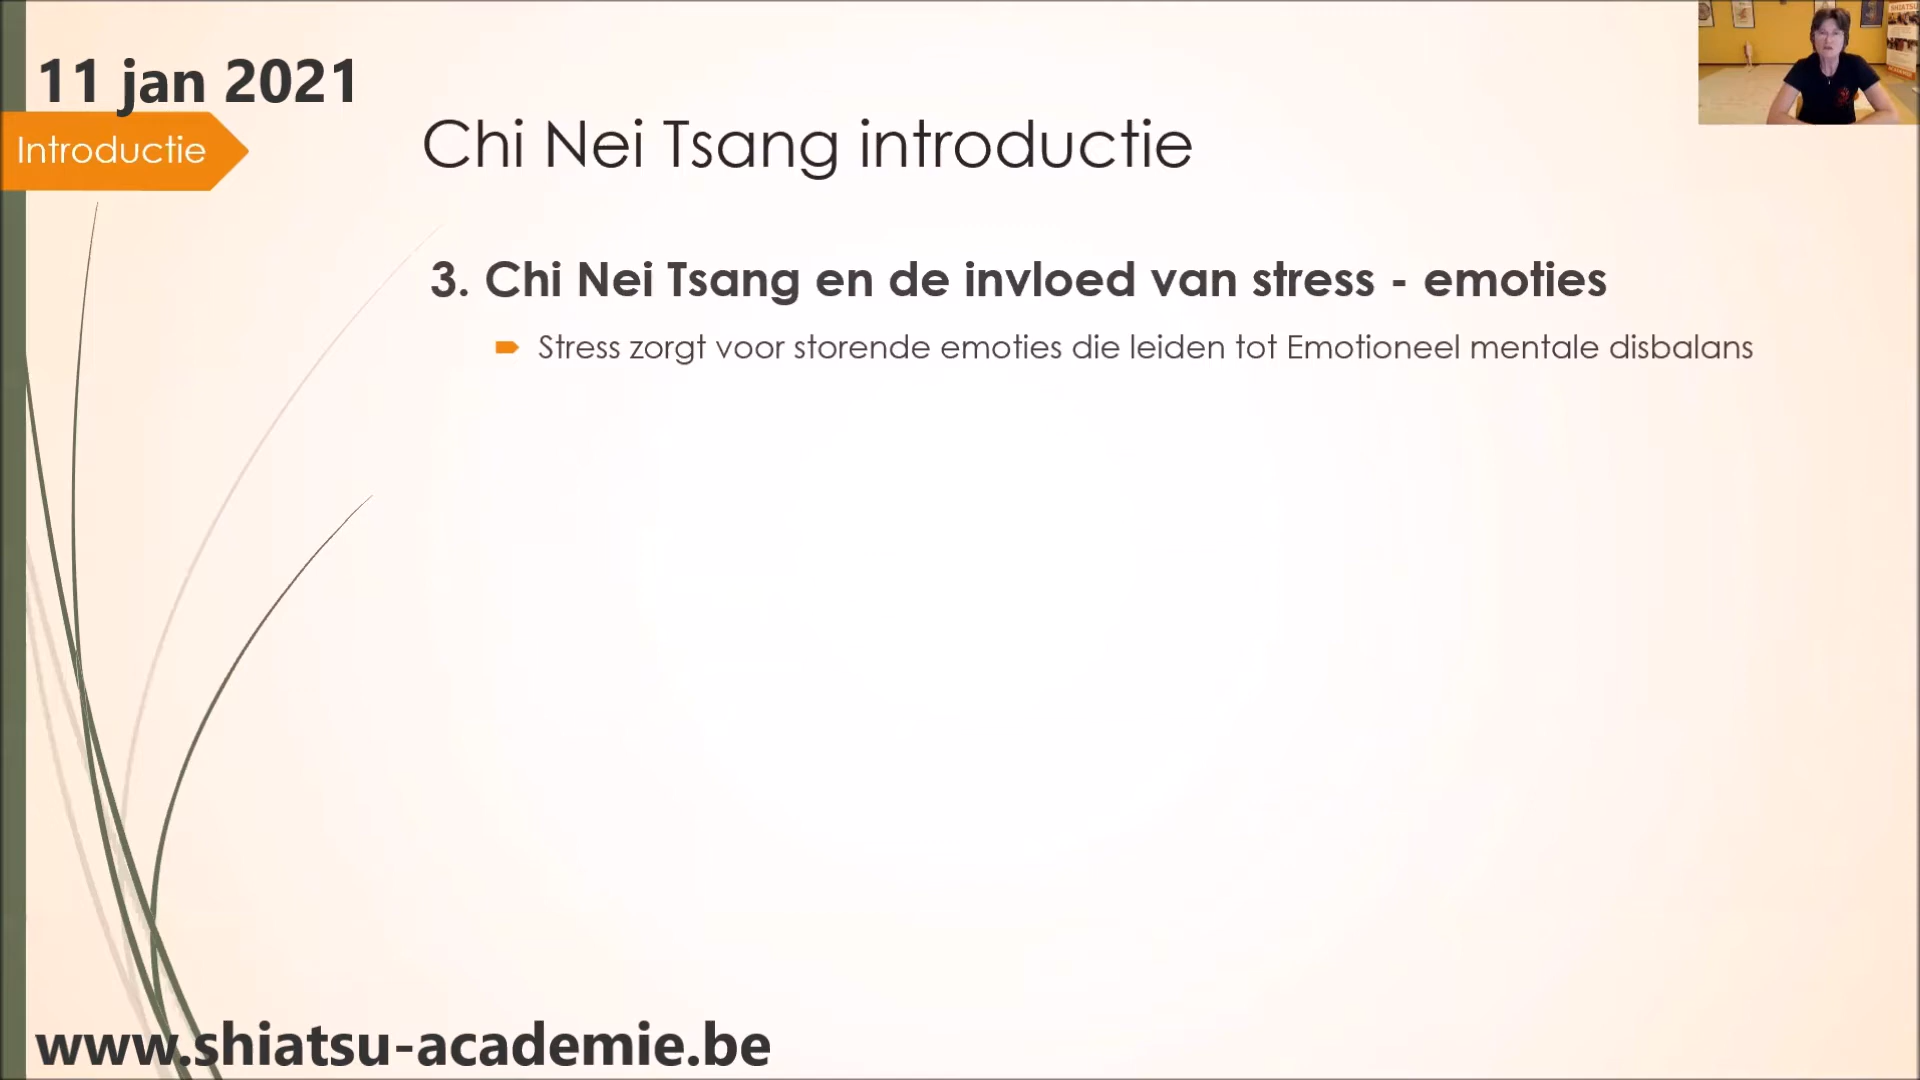 11 jan 2021
Introductie
Chi Nei Tsang introductie
3. Chi Nei Tsang en de invloed van stress - emoties
Stress zorgt voor storende emoties die leiden tot Emotioneel mentale disbalans
www.shiatsu-academie.be
SHIATSU